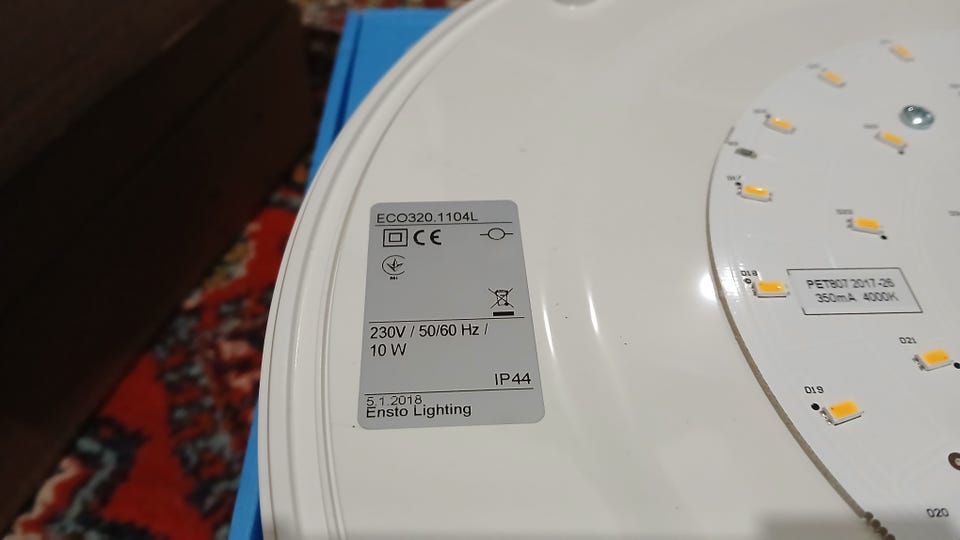 ECO320.1104L
CE
230V / 50/60 Hz /
10 W
IP44
5.1.2018
Ensto Lighting
D17
D18
PET807 2017-26
350mA 4000K
D21
D19
D20